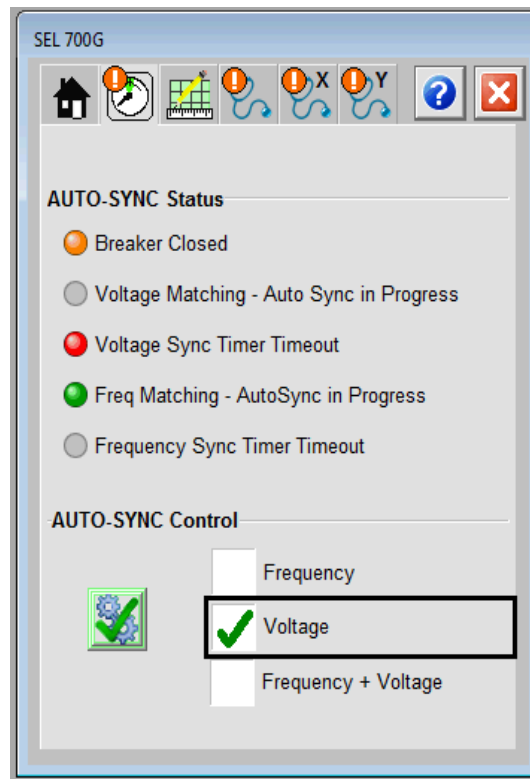 SEL 700G
X
Y
?
AUTO-SYNC Status
Breaker Closed
Voltage Matching - Auto Sync in Progress
Voltage Sync Timer Timeout
Freq Matching - AutoSync in Progress
Frequency Sync Timer Timeout
AUTO-SYNC Control
Frequency
Voltage
Frequency + Voltage